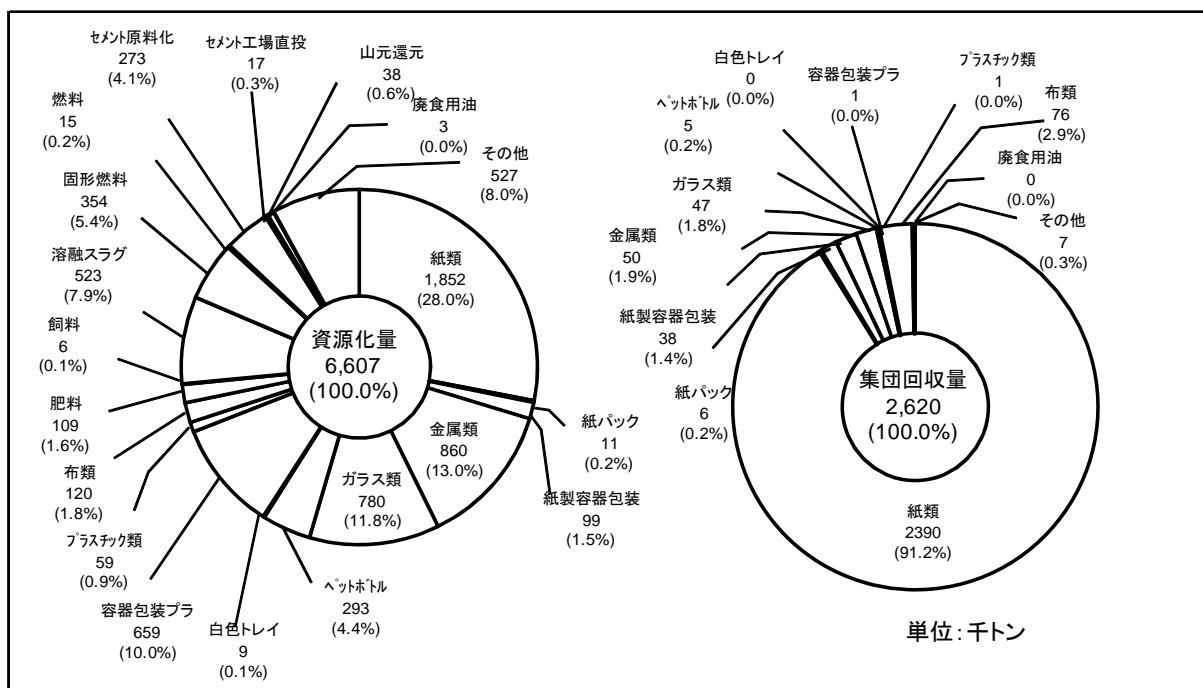 セメント原料化
273
(4.1%)
セメント工場直投
17
(0.3%)
山元還元
38
(0.6%)
廃食用油
3
(0.0%)
その他
527
(8.0%)
燃料
15
(0.2%)
固形燃料
354
(5.4%)
溶融スラグ
523
(7.9%)
飼料
6
(0.1%)
肥料
109
(1.6%)
布類
120
(1.8%)
プラスチック類
59
(0.9%)
容器包装プラ
659
(10.0%)
白色トレイ
9
(0.1%)
ペットボトル
293
(4.4%)
ガラス類
780
(11.8%)
金属類
860
(13.0%)
紙製容器包装
99
(1.5%)
紙パック
11
(0.2%)
紙類
1,852
(28.0%)
資源化量
6,607
(100.0%)
白色トレイ
0
(0.0%)
容器包装プラ
1
(0.0%)
プラスチック類
1
(0.0%)
布類
76
(2.9%)
廃食用油
0
(0.0%)
その他
7
(0.3%)
ペットボトル
5
(0.2%)
ガラス類
47
(1.8%)
金属類
50
(1.9%)
紙製容器包装
38
(1.4%)
紙パック
6
(0.2%)
集団回収量
2,620
(100.0%)
紙類
2390
(91.2%)
単位：千トン